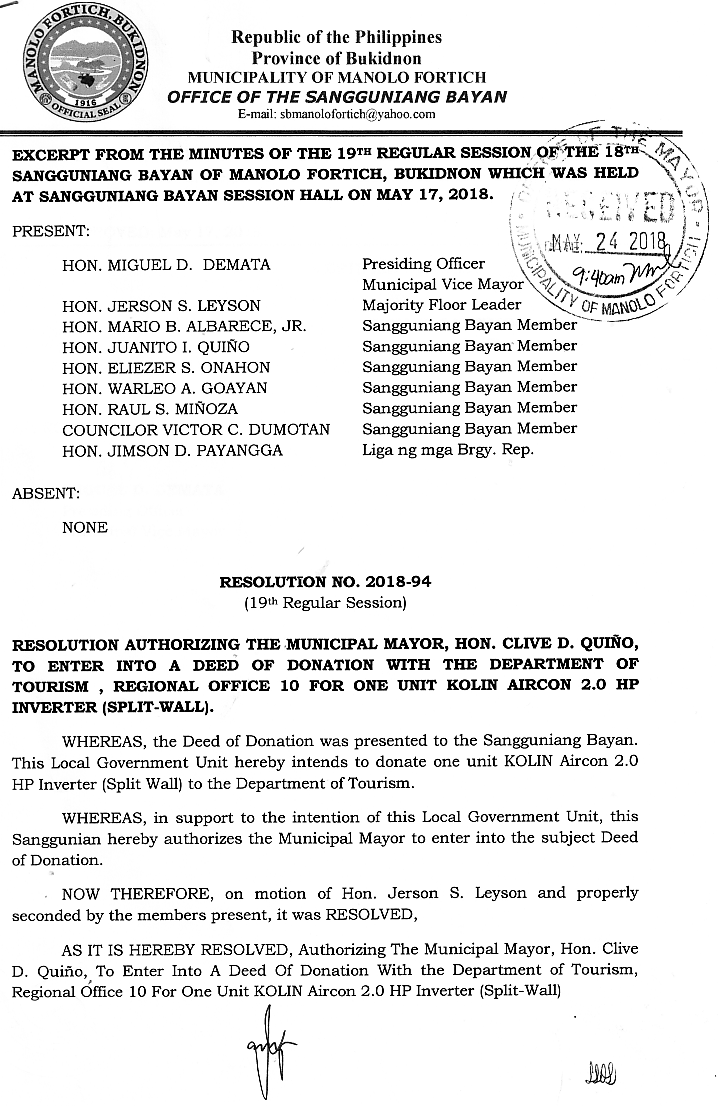 MANOLO FORTICH, BUKIDNON
1916
OFFICIAL SEAL
Republic of the Philippines
Province of Bukidnon
MUNICIPALITY OF MANOLO FORTICH
OFFICE OF THE SANGGUNIANG BAYAN
E-mail: sbmanolofortich@yahoo.com
EXCERPT FROM THE MINUTES OF THE 19TH REGULAR SESSION OF THE 18TH
SANGGUNIANG BAYAN OF MANOLO FORTICH, BUKIDNON WHICH WAS HELD
AT SANGGUNIANG BAYAN SESSION HALL ON MAY 17, 2018.
OF THE MAYOR
RECEIVED
MAY 24 2018
9:40am
MUNICIPALITY OF MANOLO FORTICH
PRESENT:
HON. MIGUEL D. DEMATA Presiding Officer
Municipal Vice Mayor
HON. JERSON S. LEYSON Majority Floor Leader
HON. MARIO B. ALBARECE, JR. Sangguniang Bayan Member
HON. JUANITO I. QUIÑO Sangguniang Bayan Member
HON. ELIEZER S. ONAHON Sangguniang Bayan Member
HON. WARLEO A. GOAYAN Sangguniang Bayan Member
HON. RAUL S. MIÑOZA Sangguniang Bayan Member
COUNCILOR VICTOR C. DUMOTAN Sangguniang Bayan Member
HON. JIMSON D. PAYANGGA Liga ng mga Brgy. Rep.
ABSENT:
NONE
RESOLUTION NO. 2018-94
(19th Regular Session)
RESOLUTION AUTHORIZING THE MUNICIPAL MAYOR, HON. CLIVE D. QUIÑO,
TO ENTER INTO A DEED OF DONATION WITH THE DEPARTMENT OF
TOURISM , REGIONAL OFFICE 10 FOR ONE UNIT KOLIN AIRCON 2.0 HP
INVERTER (SPLIT-WALL).
WHEREAS, the Deed of Donation was presented to the Sangguniang Bayan.
This Local Government Unit hereby intends to donate one unit KOLIN Aircon 2.0
HP Inverter (Split Wall) to the Department of Tourism.
WHEREAS, in support to the intention of this Local Government Unit, this
Sanggunian hereby authorizes the Municipal Mayor to enter into the subject Deed
of Donation.
NOW THEREFORE, on motion of Hon. Jerson S. Leyson and properly
seconded by the members present, it was RESOLVED,
AS IT IS HEREBY RESOLVED, Authorizing The Municipal Mayor, Hon. Clive
D. Quiño, To Enter Into A Deed Of Donation With the Department of Tourism,
Regional Office 10 For One Unit KOLIN Aircon 2.0 HP Inverter (Split-Wall)